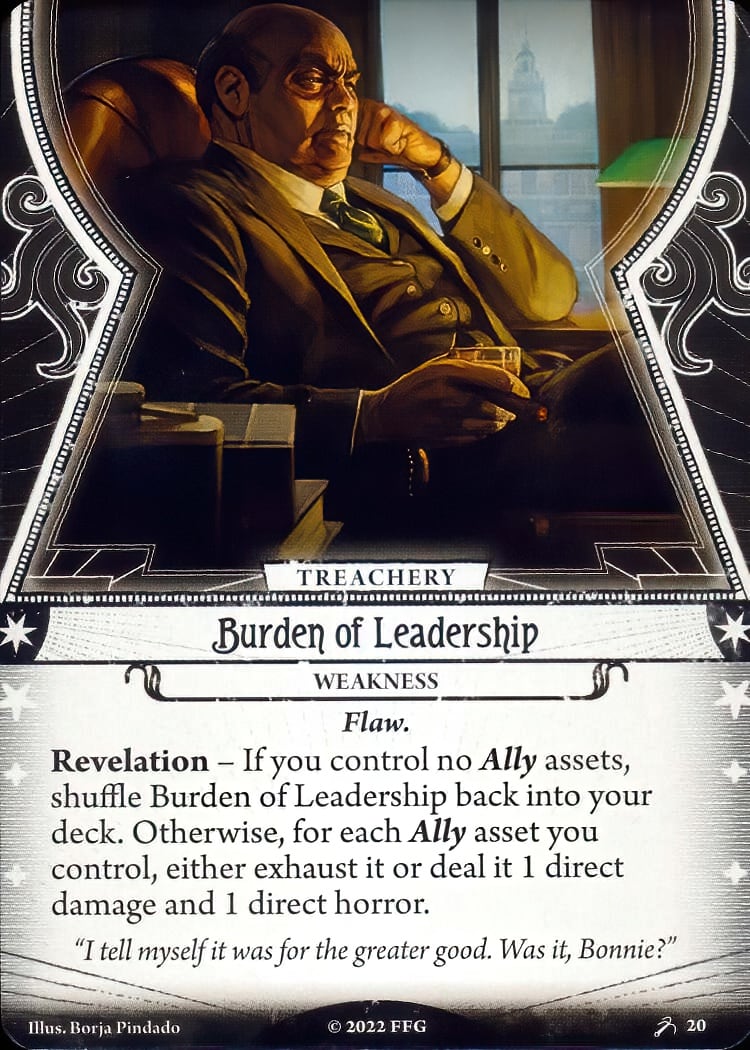 TREACHERY
Burden of Leadership
WEAKNESS
Flaw.
Revelation – If you control no Ally assets,
shuffle Burden of Leadership back into your
deck. Otherwise, for each Ally asset you
control, either exhaust it or deal it 1 direct
damage and 1 direct horror.
“I tell myself it was for the greater good. Was it, Bonnie?”
Illus. Borja Pindado
© 2022 FFG
20